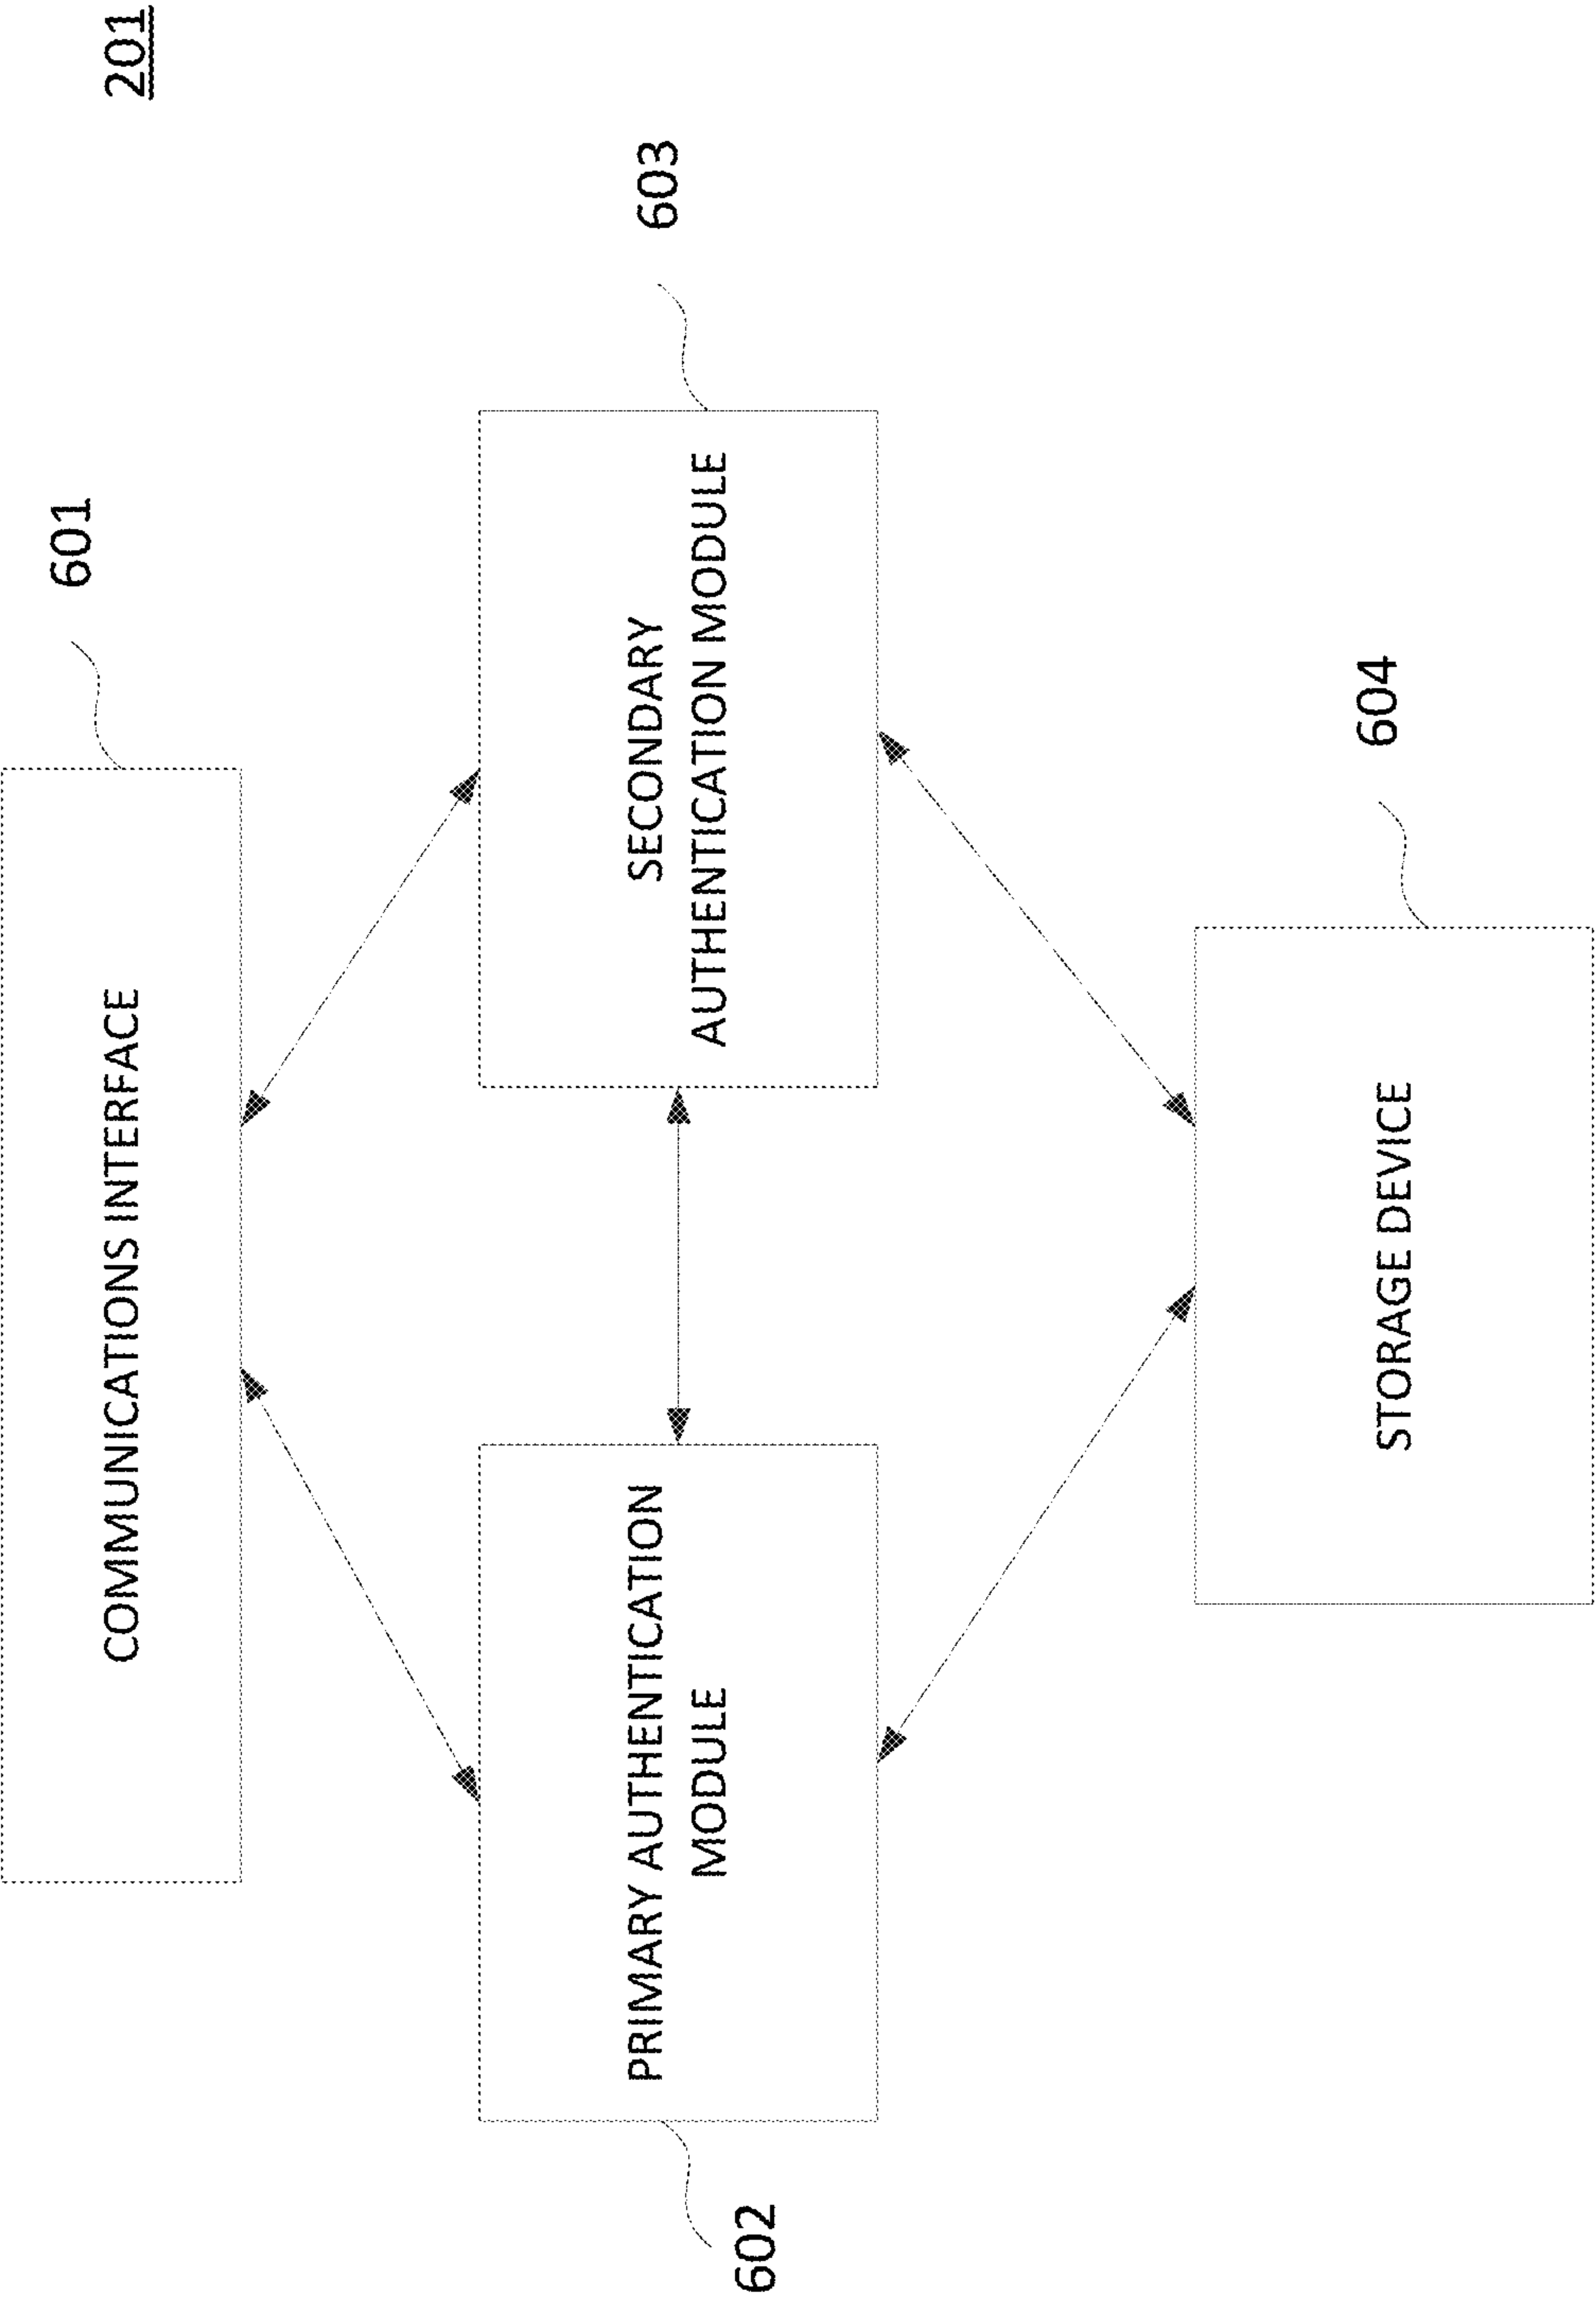 201
601
COMMUNICATIONS INTERFACE
602
PRIMARY AUTHENTICATION
MODULE
603
SECONDARY
AUTHENTICATION MODULE
604
STORAGE DEVICE